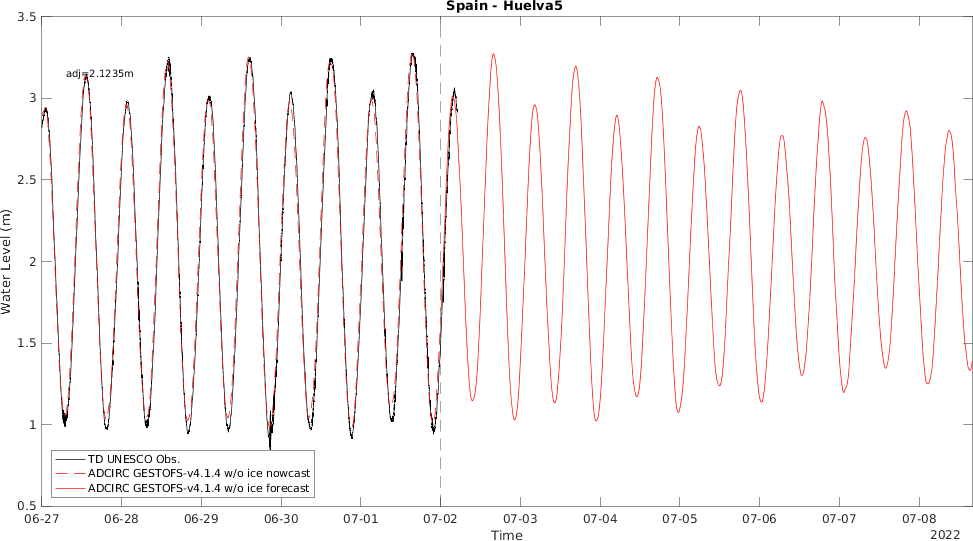 Spain - Huelva5
adj=2.1235m
Water Level (m)
3.5
3
2.5
2
1.5
1
0.5
TD UNESCO Obs.
ADCIRC GESTOFS-v4.1.4 w/o ice nowcast
ADCIRC GESTOFS-v4.1.4 w/o ice forecast
06-27 06-28 06-29 06-30 07-01 07-02 07-03 07-04 07-05 07-06 07-07 07-08
Time
2022